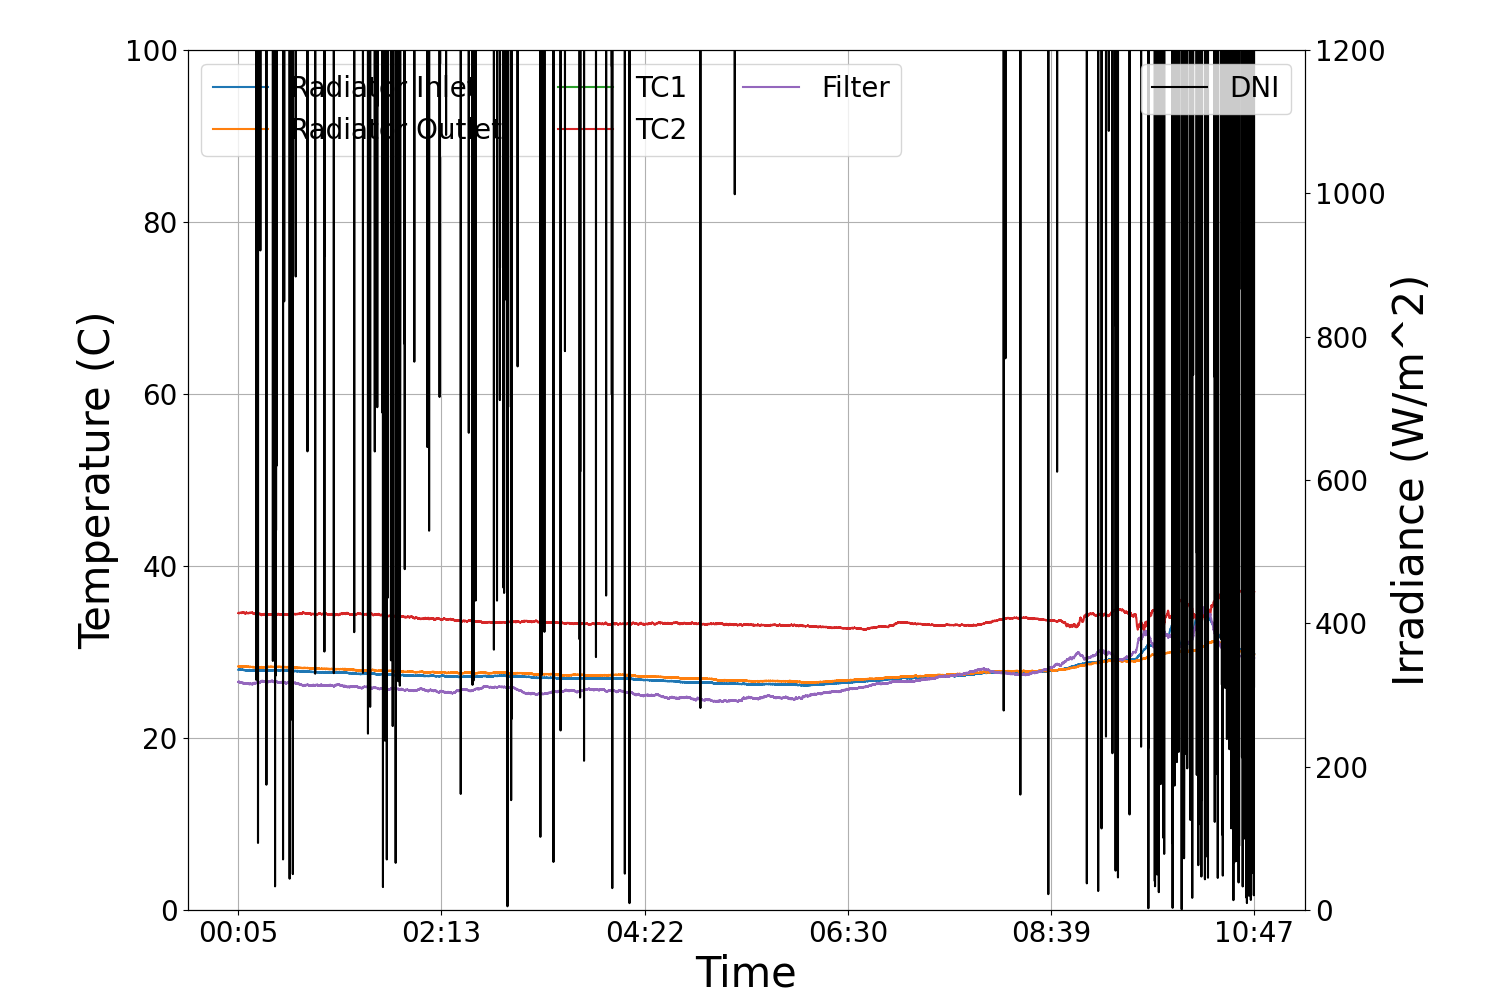 100
80
60
40
20
0
Temperature (C)
Radiator Inlet
Radiator Outlet
TC1
TC2
Filter
DNI
1200
1000
800
600
400
200
0
Irradiance (W/m^2)
00:05
02:13
04:22
06:30
08:39
10:47
Time